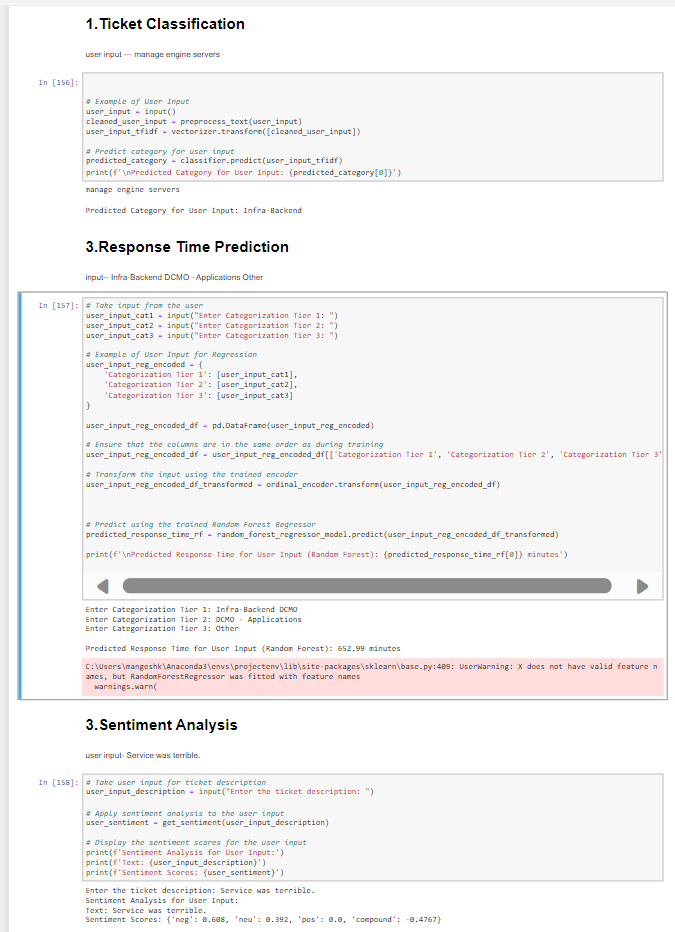 1.Ticket Classification
user input --- manage engine servers
In [156]:
# Example of User Input
user_input = input()
cleaned_user_input = preprocess_text(user_input)
user_input_tfidf = vectorizer.transform([cleaned_user_input])
# Predict category for user input
predicted_category = classifier.predict(user_input_tfidf)
print(f'\nPredicted Category for User Input: {predicted_category[0]}')
manage engine servers
Predicted Category for User Input: Infra-Backend
3.Response Time Prediction
input-- Infra-Backend DCMO - Applications Other
In [157]: # Take input from the user
user_input_cat1 = input("Enter Categorization Tier 1: ")
user_input_cat2 = input("Enter Categorization Tier 2: ")
user_input_cat3 = input("Enter Categorization Tier 3: ")
# Example of User Input for Regression
user_input_reg_encoded = {
'Categorization Tier 1': [user_input_cat1],
'Categorization Tier 2': [user_input_cat2],
'Categorization Tier 3': [user_input_cat3]
}
user_input_reg_encoded_df = pd.DataFrame(user_input_reg_encoded)
# Ensure that the columns are in the same order as during training
user_input_reg_encoded_df = user_input_reg_encoded_df[['Categorization Tier 1', 'Categorization Tier 2', 'Categorization Tier 3'
# Transform the input using the trained encoder
user_input_reg_encoded_df_transformed = ordinal_encoder.transform(user_input_reg_encoded_df)
# Predict using the trained Random Forest Regressor
predicted_response_time_rf = random_forest_regressor_model.predict(user_input_reg_encoded_df_transformed)
print(f'\nPredicted Response Time for User Input (Random Forest): {predicted_response_time_rf[0]} minutes')
Enter Categorization Tier 1: Infra-Backend DCMO
Enter Categorization Tier 2: DCMO - Applications
Enter Categorization Tier 3: Other
Predicted Response Time for User Input (Random Forest): 652.99 minutes
C:\Users\mangeshk\Anaconda3\envs\projectenv\lib\site-packages\sklearn\base.py:409: UserWarning: X does not have valid feature n
ames, but RandomForestRegressor was fitted with feature names
warnings.warn(
3.Sentiment Analysis
user input- Service was terrible.
In [158]: # Take user input for ticket description
user_input_description = input("Enter the ticket description: ")
# Apply sentiment analysis to the user input
user_sentiment = get_sentiment(user_input_description)
# Display the sentiment scores for the user input
print(f'Sentiment Analysis for User Input:')
print(f'Text: {user_input_description}')
print(f'Sentiment Scores: {user_sentiment}')
Enter the ticket description: Service was terrible.
Sentiment Analysis for User Input:
Text: Service was terrible.
Sentiment Scores: {'neg': 0.608, 'neu': 0.392, 'pos': 0.0, 'compound': -0.4767}